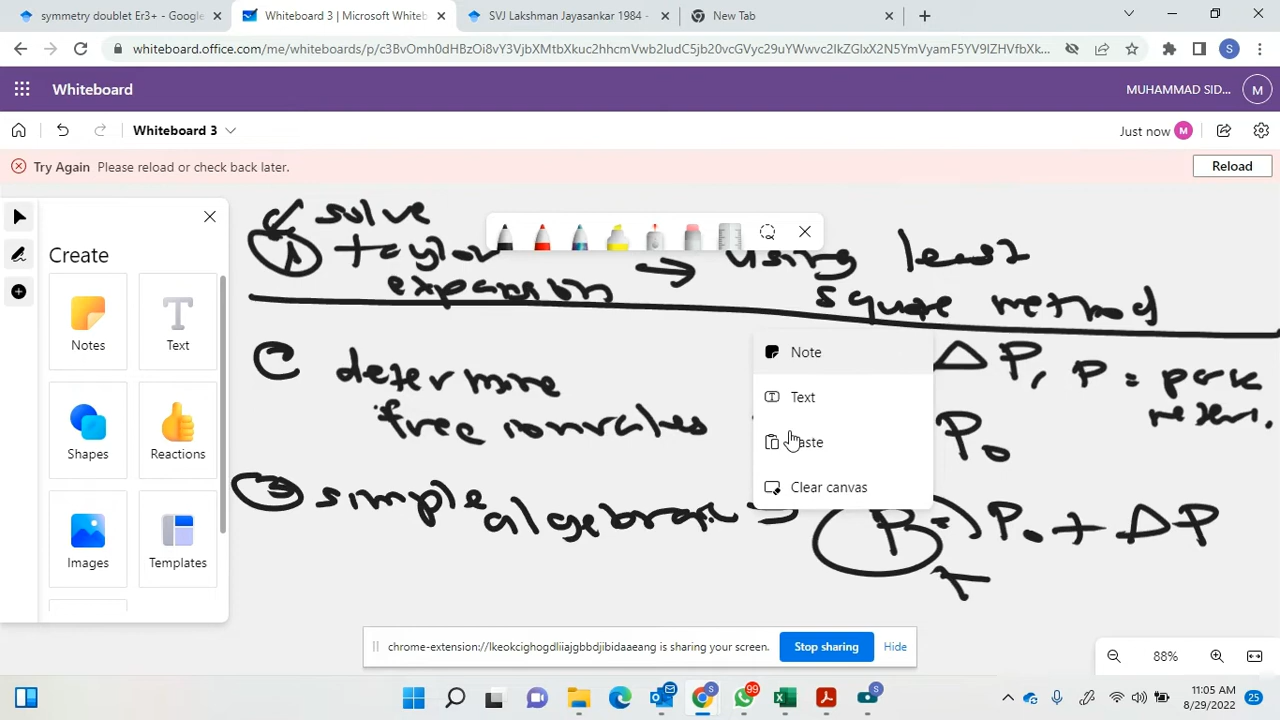 symmetry doublet Er3+ - Google
Whiteboard 3 | Microsoft Whiteb
SVJ Lakshman Jayasankar 1984 -
New Tab
whiteboard.office.com/me/whiteboards/p/
S
Whiteboard
MUHAMMAD SID...
M
Whiteboard 3
Just now
M
Try Again Please reload or check back later.
Reload
Create
Notes
Text
Shapes
Reactions
Images
Templates
solve
1 taylor → using least
expansion square method
Note
Text
Paste
Clear canvas
determine ΔP, P =
free
P₀
simple algebraic
P = P₀ + ΔP
chrome-extension://lkeokcighogdliiajgbbdjibidaaeang is sharing your screen.
Stop sharing
Hide
88%
99
11:05 AM
8/29/2022
25